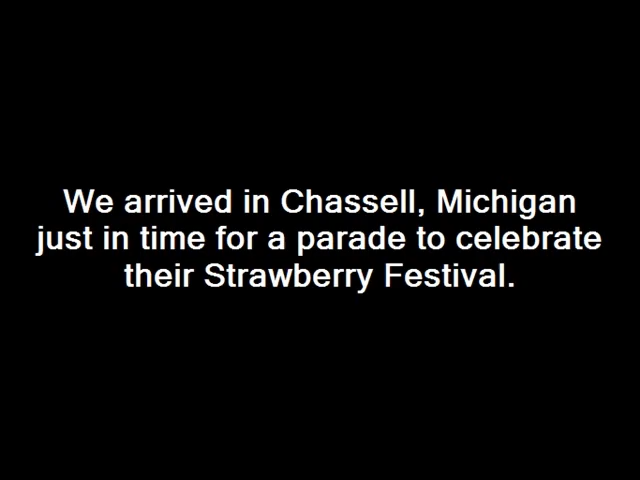 We arrived in Chassell, Michigan
just in time for a parade to celebrate
their Strawberry Festival.